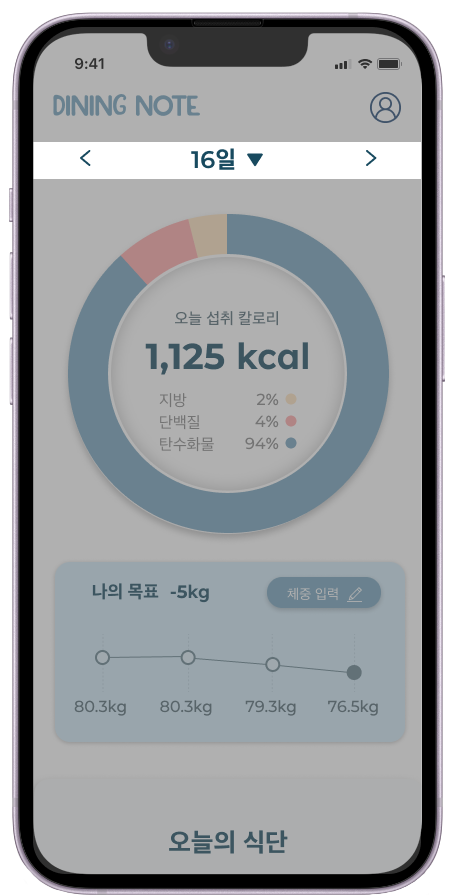 9:41
DINING NOTE
16일
오늘 섭취 칼로리
1,125 kcal
지방 2%
단백질 4%
탄수화물 94%
나의 목표 -5kg
체중 입력
80.3kg 80.3kg 79.3kg 76.5kg
오늘의 식단